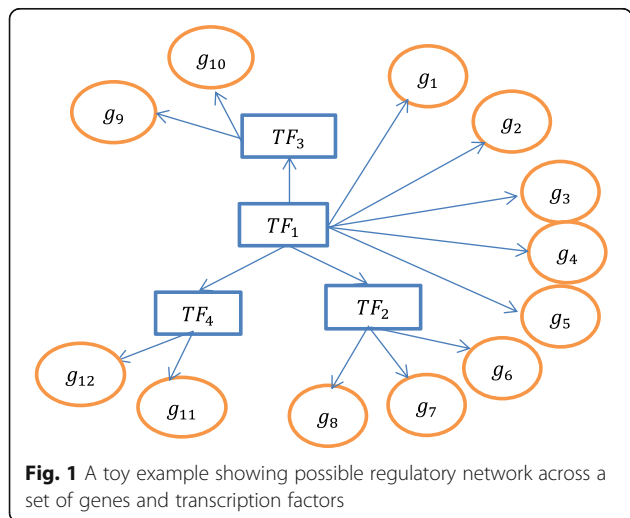 g10
g1
g9
g2
TF3
g3
TF1
g4
TF4
TF2
g5
g6
g12
g11
g8
g7
Fig. 1 A toy example showing possible regulatory network across a
set of genes and transcription factors